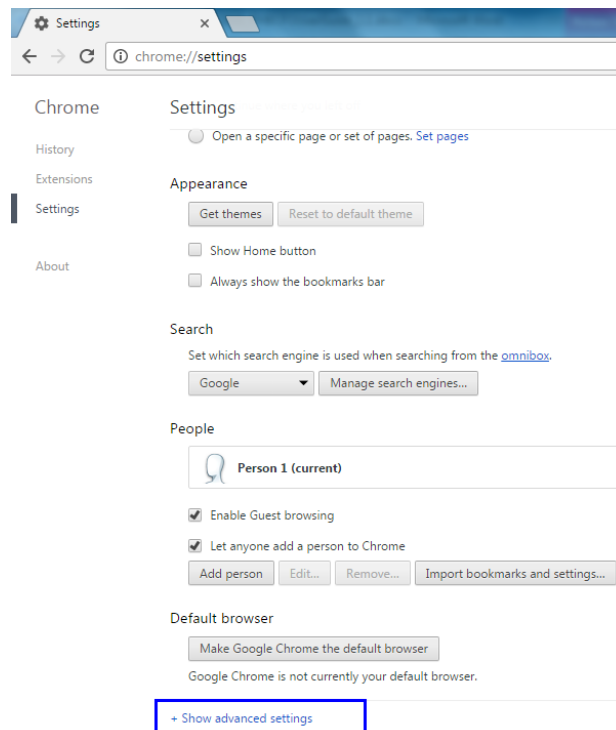 Settings
chrome://settings
Chrome
Settings
History
Extensions
Settings
About
Open a specific page or set of pages. Set pages
Appearance
Get themes
Reset to default theme
Show Home button
Always show the bookmarks bar
Search
Set which search engine is used when searching from the omnibox.
Google
Manage search engines...
People
Person 1 (current)
Enable Guest browsing
Let anyone add a person to Chrome
Add person
Edit...
Remove...
Import bookmarks and settings...
Default browser
Make Google Chrome the default browser
Google Chrome is not currently your default browser.
+ Show advanced settings